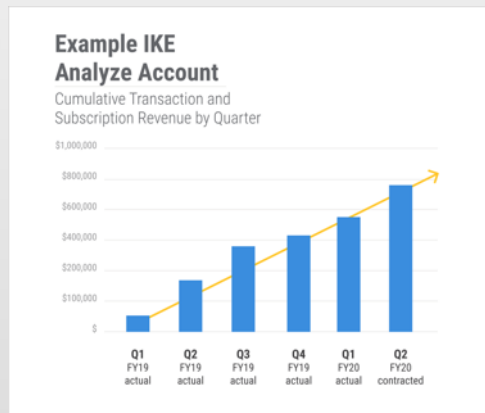 Example IKE
Analyze Account
Cumulative Transaction and
Subscription Revenue by Quarter
$1,000,000
$800,000
$600,000
$400,000
$200,000
$100,000
$
Q1 Q2 Q3 Q4 Q1 Q2
FY19 FY19 FY19 FY19 FY20 FY20
actual actual actual actual actual contracted